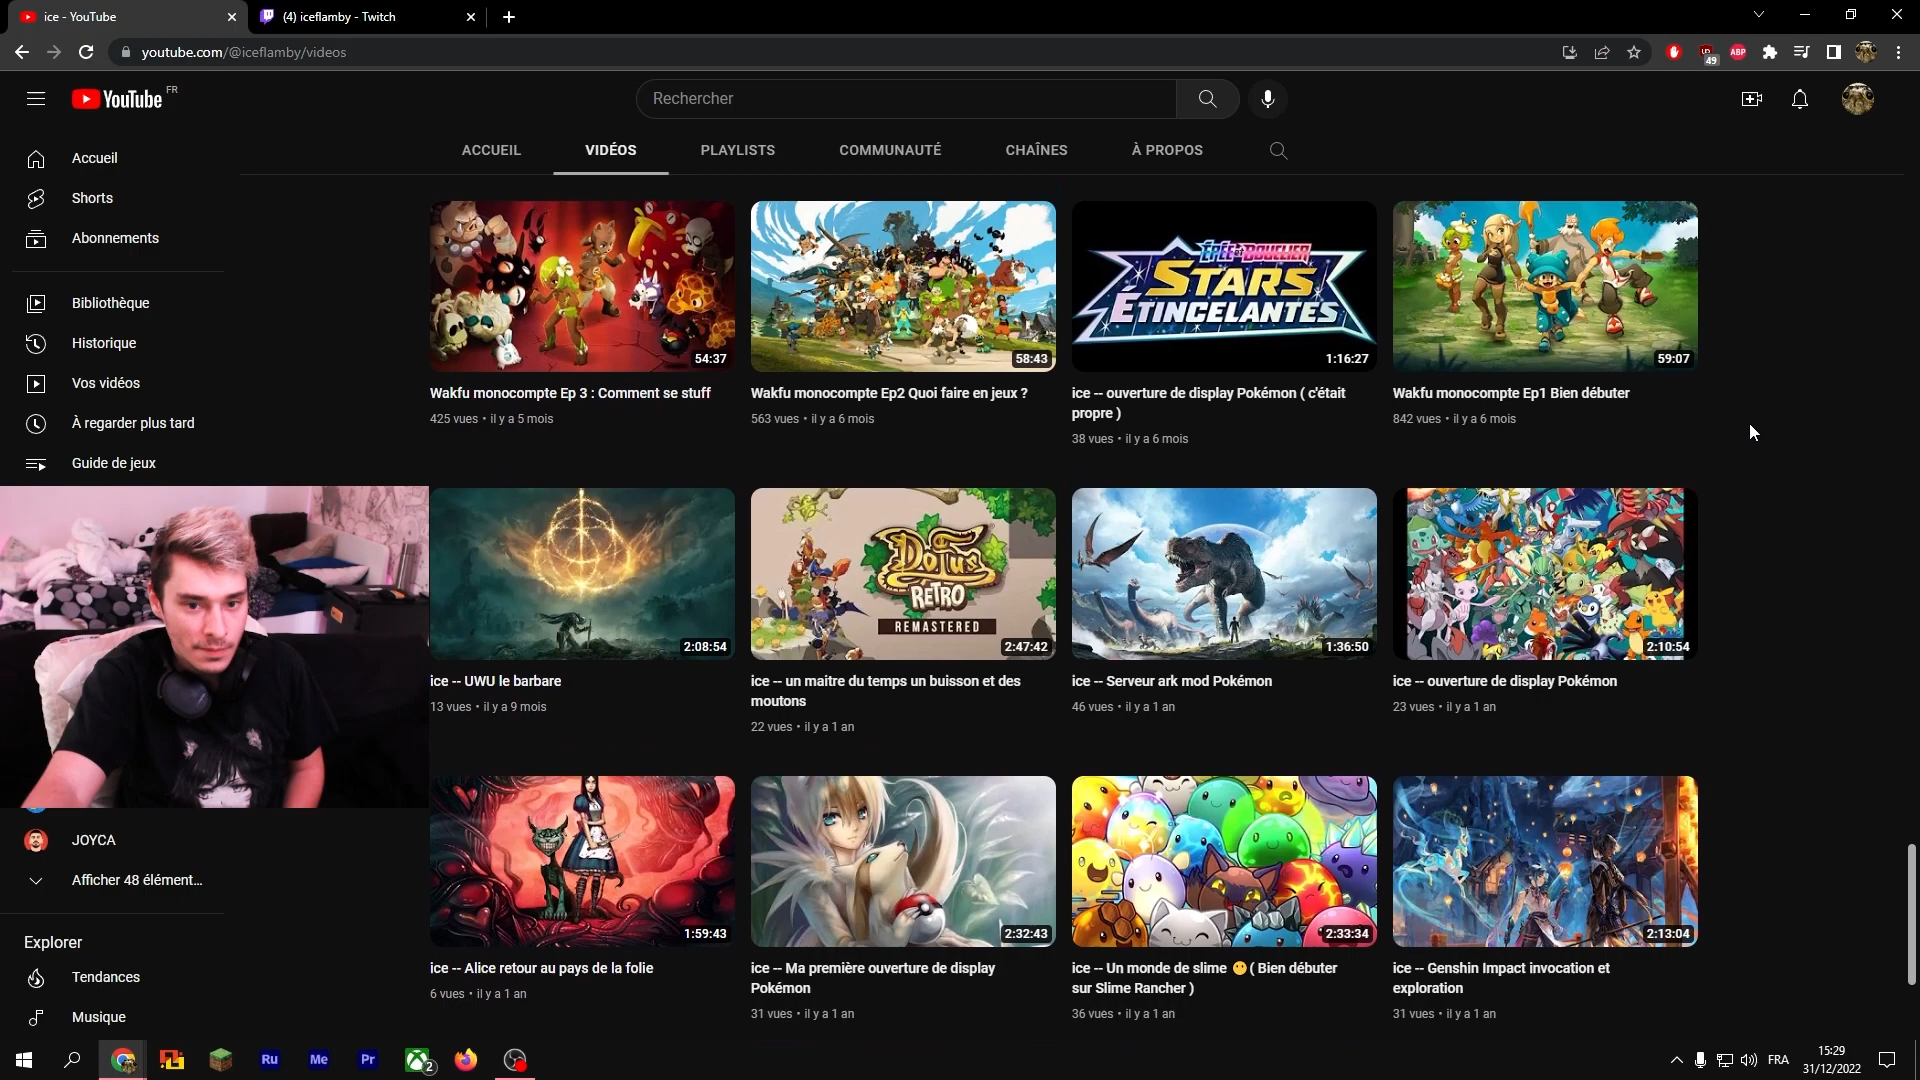 ice - YouTube
(4) iceflamby - Twitch
youtube.com/@iceflamby/videos
49
ABP
YouTube FR
Rechercher
ACCUEIL
VIDÉOS
PLAYLISTS
COMMUNAUTÉ
CHAÎNES
À PROPOS
Accueil
Shorts
Abonnements
Bibliothèque
Historique
Vos vidéos
À regarder plus tard
Guide de jeux
54:37
Wakfu monocompte Ep 3 : Comment se stuff
425 vues • il y a 5 mois
58:43
Wakfu monocompte Ep2 Quoi faire en jeux ?
563 vues • il y a 6 mois
ÉPÉE ET BOUCLIER
STARS
ÉTINCELANTES
1:16:27
ice -- ouverture de display Pokémon ( c'était
propre )
38 vues • il y a 6 mois
59:07
Wakfu monocompte Ep1 Bien débuter
842 vues • il y a 6 mois
2:08:54
ice -- UWU le barbare
13 vues • il y a 9 mois
DOFUS
RETRO
REMASTERED
2:47:42
ice -- un maitre du temps un buisson et des
moutons
22 vues • il y a 1 an
1:36:50
ice -- Serveur ark mod Pokémon
46 vues • il y a 1 an
2:10:54
ice -- ouverture de display Pokémon
23 vues • il y a 1 an
JOYCA
Afficher 48 élément...
Explorer
Tendances
Musique
1:59:43
ice -- Alice retour au pays de la folie
6 vues • il y a 1 an
2:32:43
ice -- Ma première ouverture de display
Pokémon
31 vues • il y a 1 an
2:33:34
ice -- Un monde de slime 😶 ( Bien débuter
sur Slime Rancher )
36 vues • il y a 1 an
2:13:04
ice -- Genshin Impact invocation et
exploration
31 vues • il y a 1 an
Ru
Me
Pr
2
FRA
15:29
31/12/2022